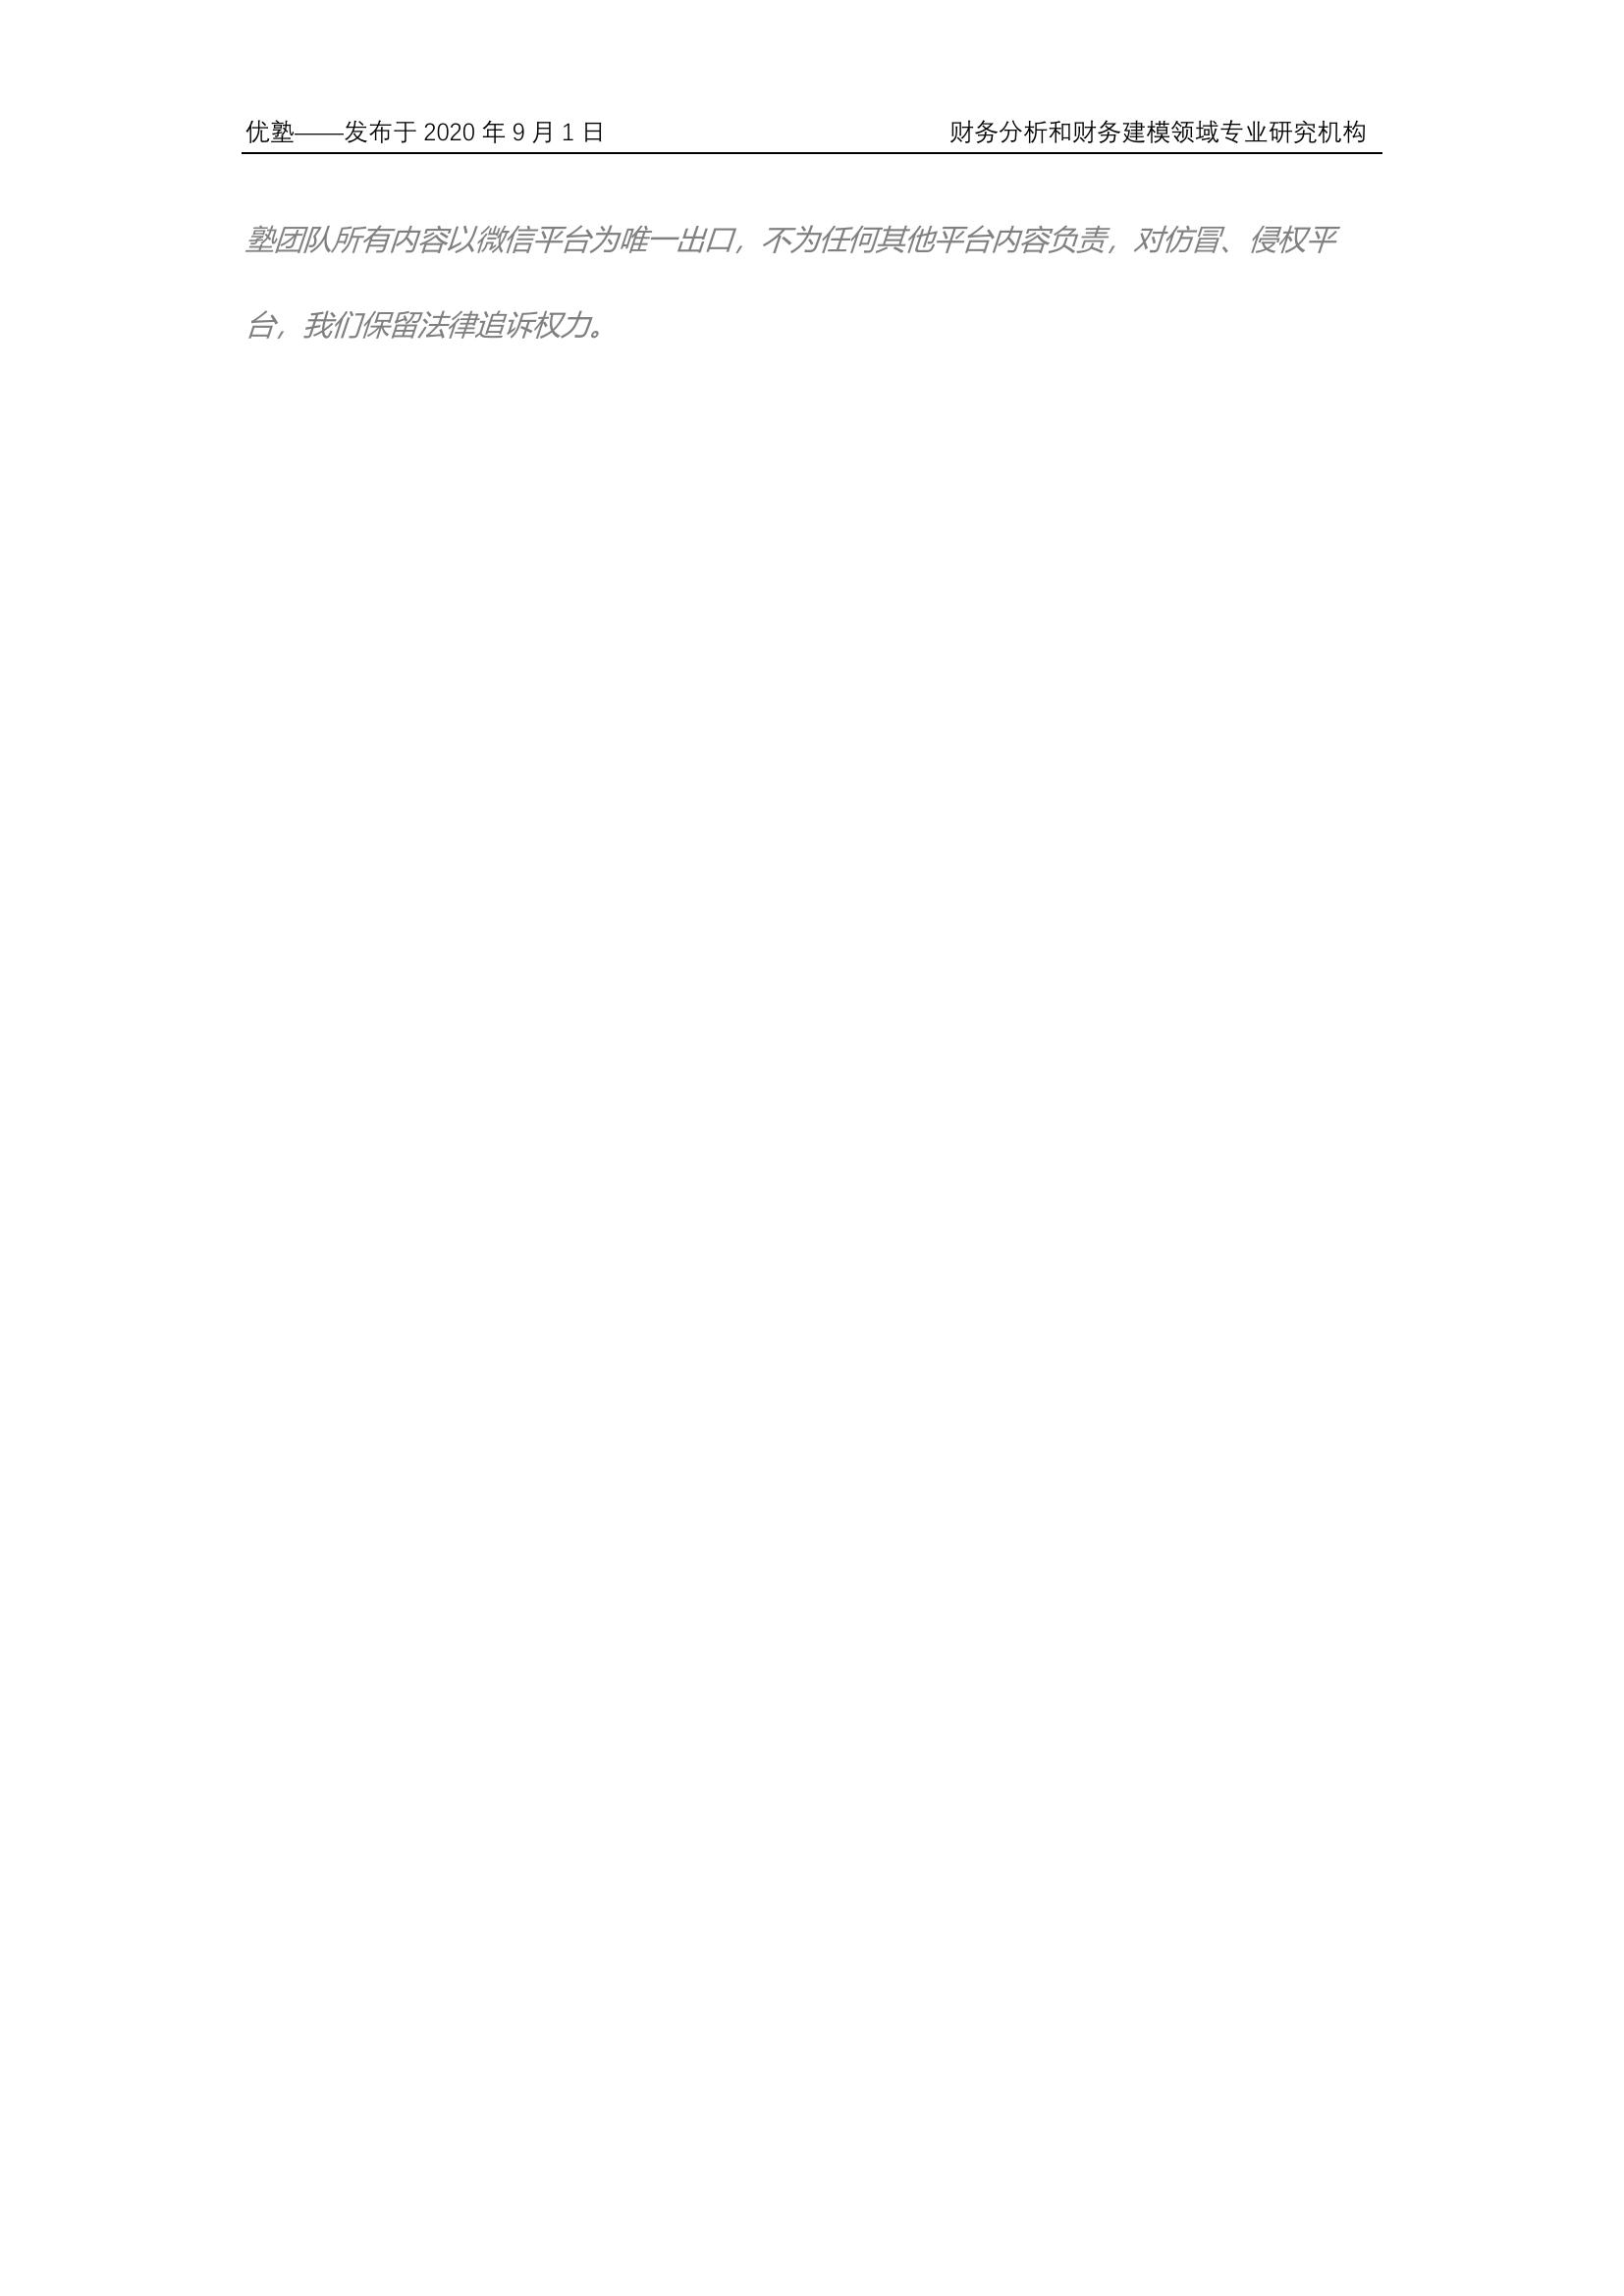 优塾——发布于 2020 年 9 月 1 日 财务分析和财务建模领域专业研究机构
塾团队所有内容以微信平台为唯一出口，不为任何其他平台内容负责，对仿冒、侵权平
台，我们保留法律追诉权力。